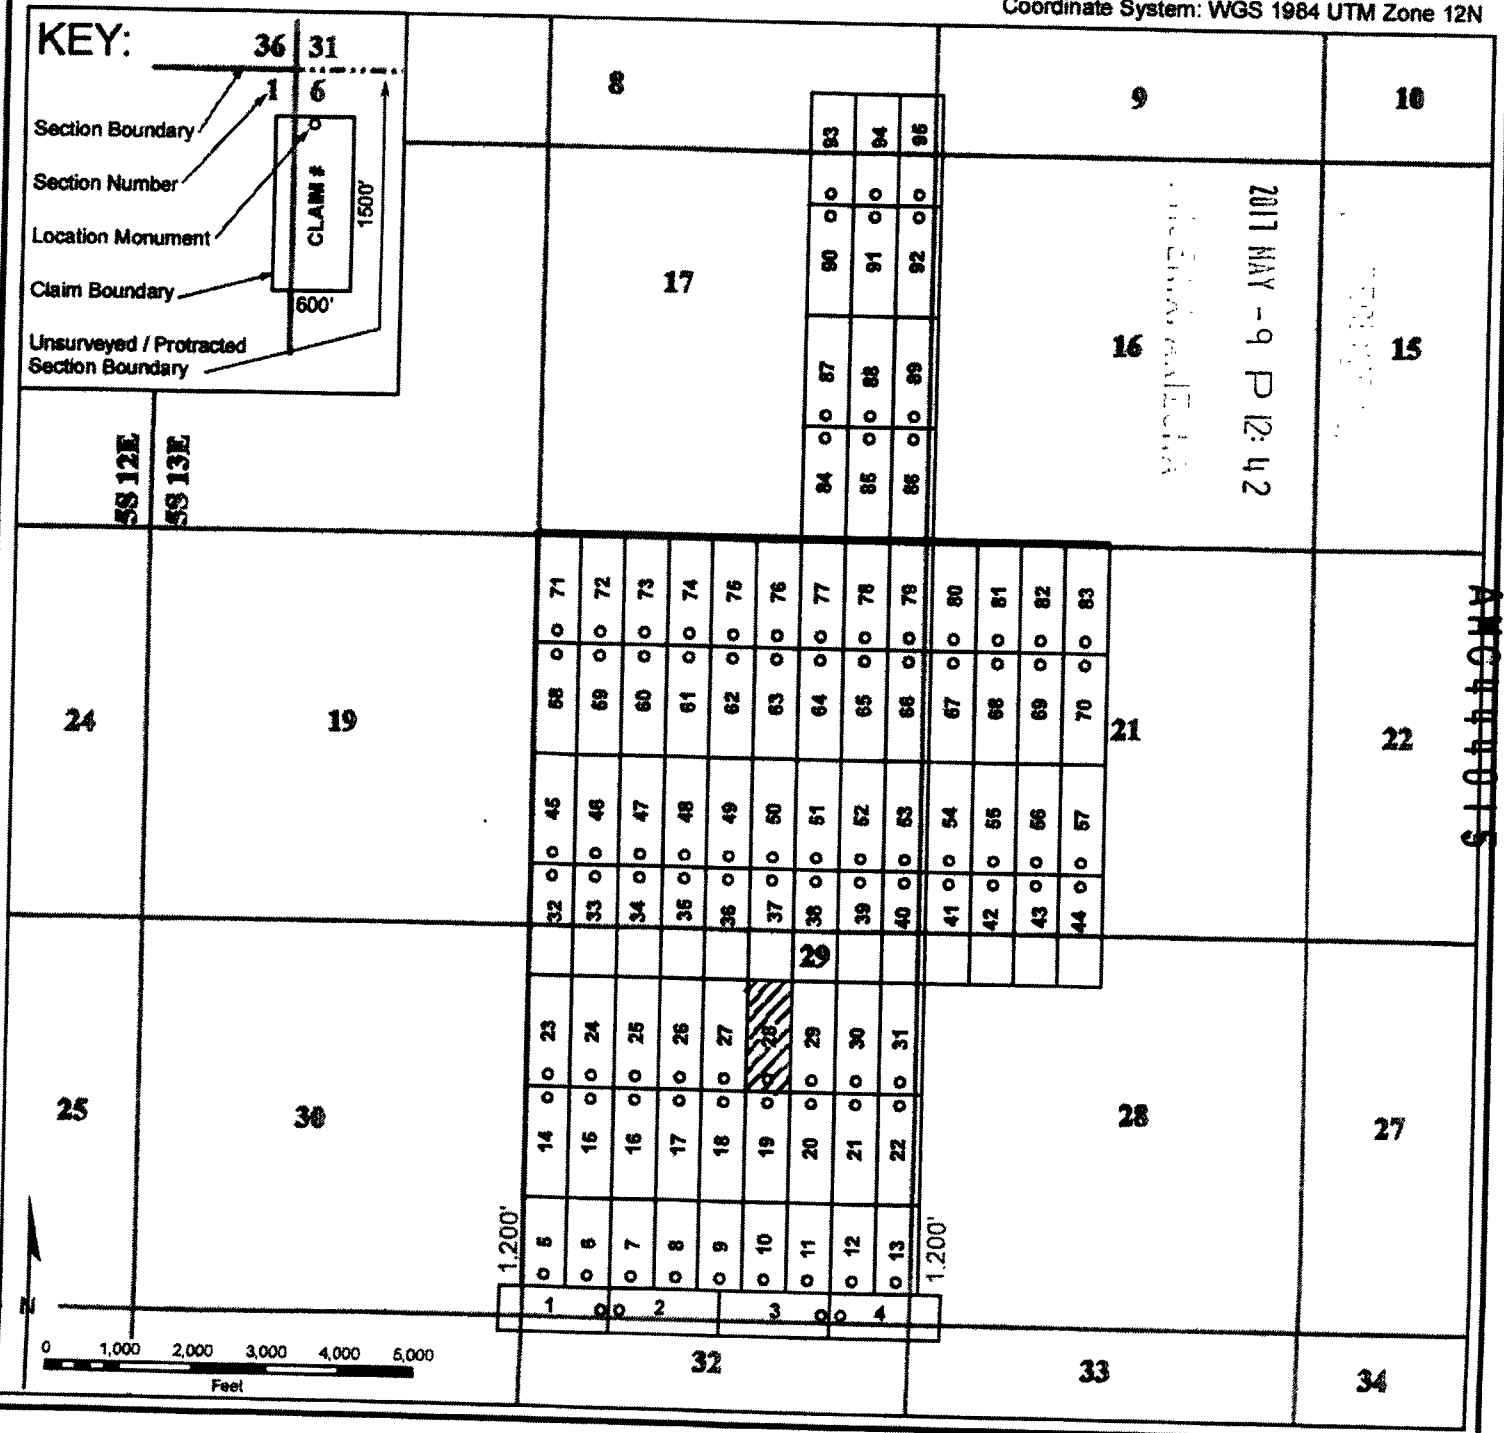 Coordinate System: WGS 1984 UTM Zone 12N
KEY:
36 31
1 6
Section Boundary
Section Number
Location Monument
Claim Boundary
Unsurveyed / Protracted
Section Boundary
CLAIM #
1500'
600'
8 9 10
93 94 95
90 91 92
17 16 15
2017 MAY -9 P 12:42
87 88 89
84 85 86
5S 12E
5S 13E
71 72 73 74 75 76 77 78 79 80 81 82 83
58 59 60 61 62 63 64 65 66 67 68 69 70
24 19 21 22
45 46 47 48 49 50 51 52 53 54 55 56 57
32 33 34 35 36 37 38 39 40 41 42 43 44
29
23 24 25 26 27 28 29 30 31
25 30 28 27
14 15 16 17 18 19 20 21 22
1,200' 5 6 7 8 9 10 11 12 13 1,200'
1 2 3 4
N
0 1,000 2,000 3,000 4,000 5,000
Feet
32 33 34
AMC444015